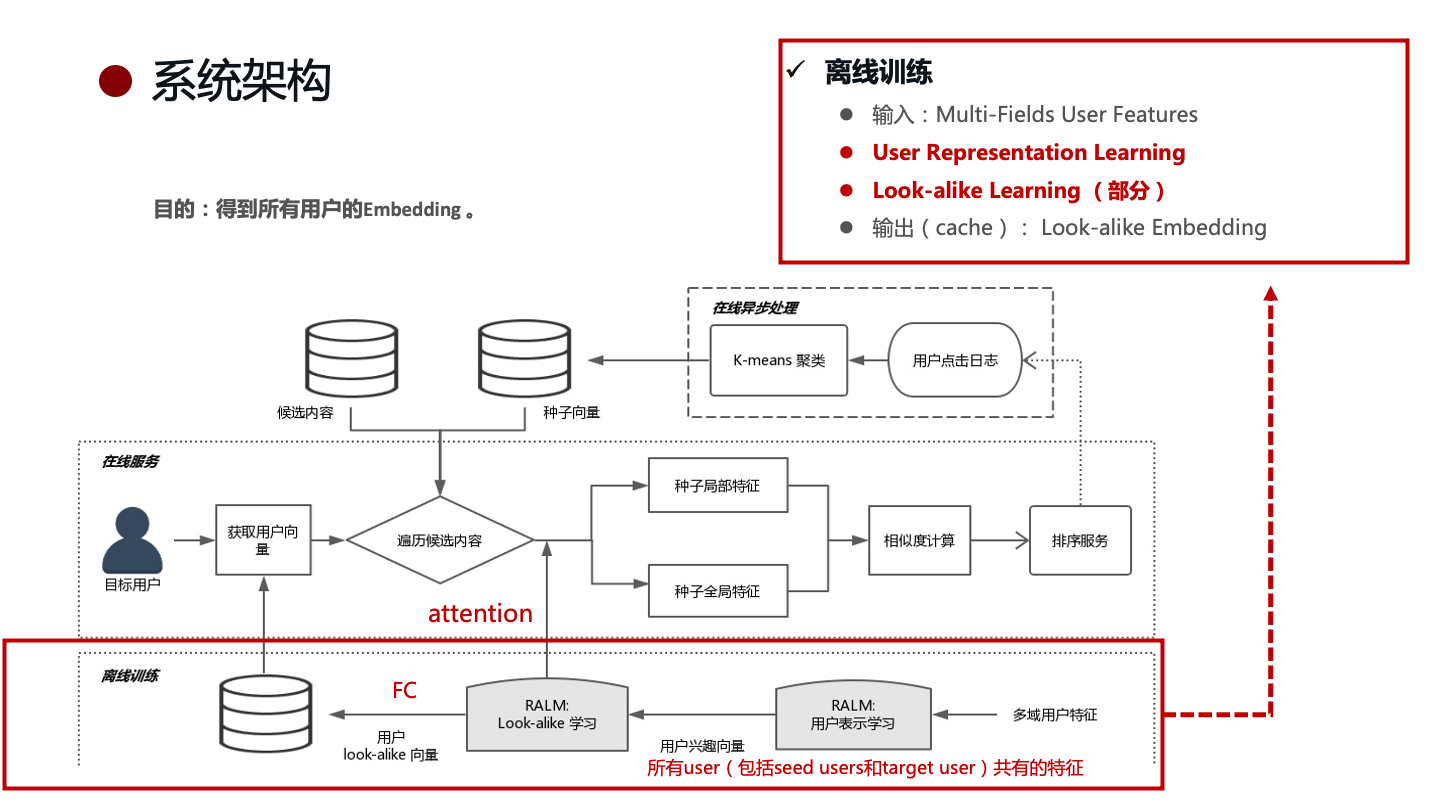 系统架构
✓ 离线训练
● 输入：Multi-Fields User Features
● User Representation Learning
● Look-alike Learning （部分）
● 输出（cache）： Look-alike Embedding
目的：得到所有用户的Embedding 。
在线异步处理
K-means 聚类
用户点击日志
候选内容
种子向量
在线服务
目标用户
获取用户向
量
遍历候选内容
种子局部特征
种子全局特征
相似度计算
排序服务
attention
离线训练
FC
用户
look-alike 向量
RALM:
Look-alike 学习
用户兴趣向量
RALM:
用户表示学习
多域用户特征
所有user（包括seed users和target user）共有的特征